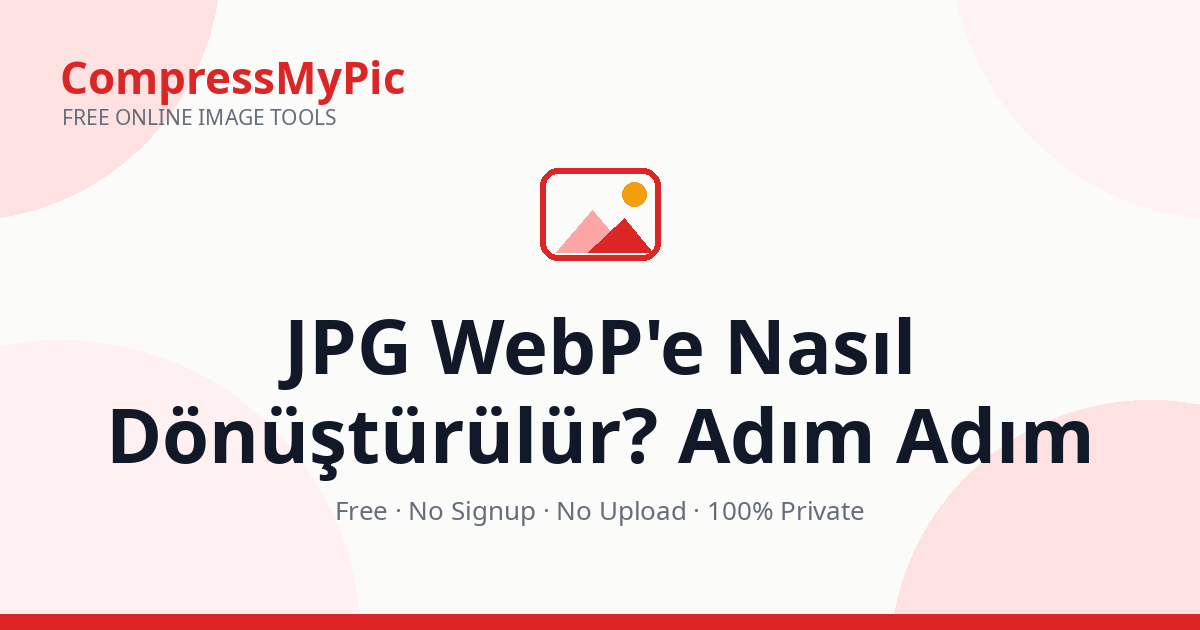 CompressMyPic
FREE ONLINE IMAGE TOOLS
JPG WebP'e Nasıl
Dönüştürülür? Adım Adım
Free · No Signup · No Upload · 100% Private